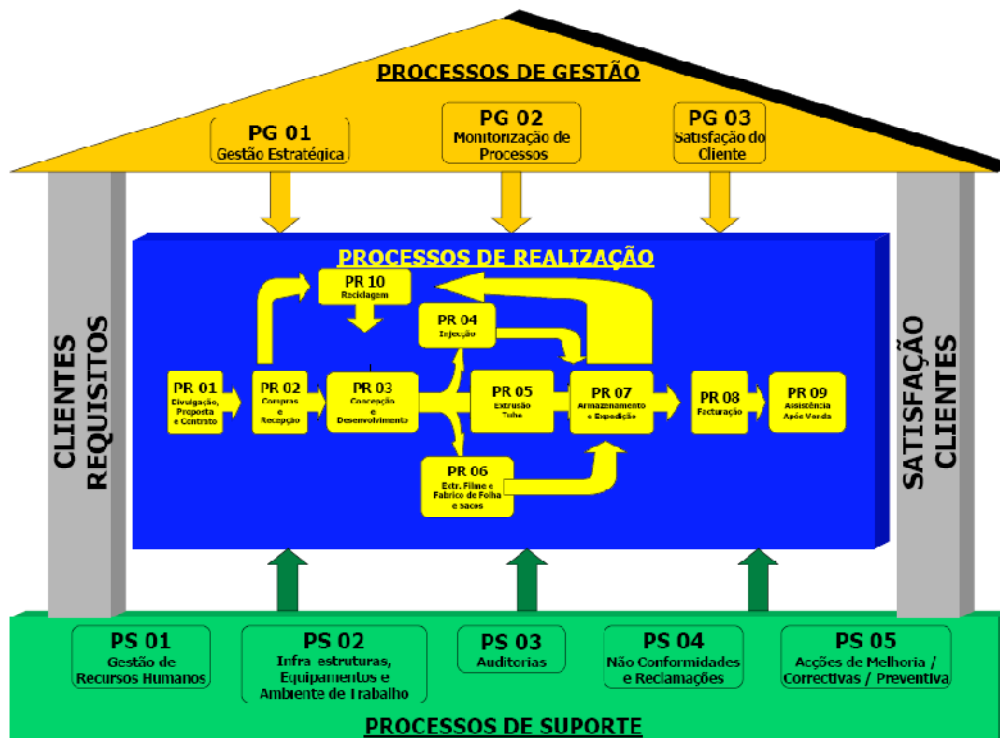 PROCESSOS DE GESTÃO
PG 01
Gestão Estratégica
PG 02
Monitorização de
Processos
PG 03
Satisfação do
Cliente
CLIENTES
REQUISITOS
PROCESSOS DE REALIZAÇÃO
PR 10
Reciclagem
PR 04
Injecção
PR 01
Divulgação,
Proposta
e Contrato
PR 02
Compras
e
Recepção
PR 03
Concepção
e
Desenvolvimento
PR 05
Extrusão
Tubo
PR 07
Armazenamento
e Expedição
PR 08
Facturação
PR 09
Assistência
Após Venda
PR 06
Extr. Filme e
Fabrico de Folha
e Sacos
SATISFAÇÃO
CLIENTES
PS 01
Gestão de
Recursos Humanos
PS 02
Infra estruturas,
Equipamentos e
Ambiente de Trabalho
PS 03
Auditorias
PS 04
Não Conformidades
e Reclamações
PS 05
Acções de Melhoria /
Correctivas / Preventiva
PROCESSOS DE SUPORTE